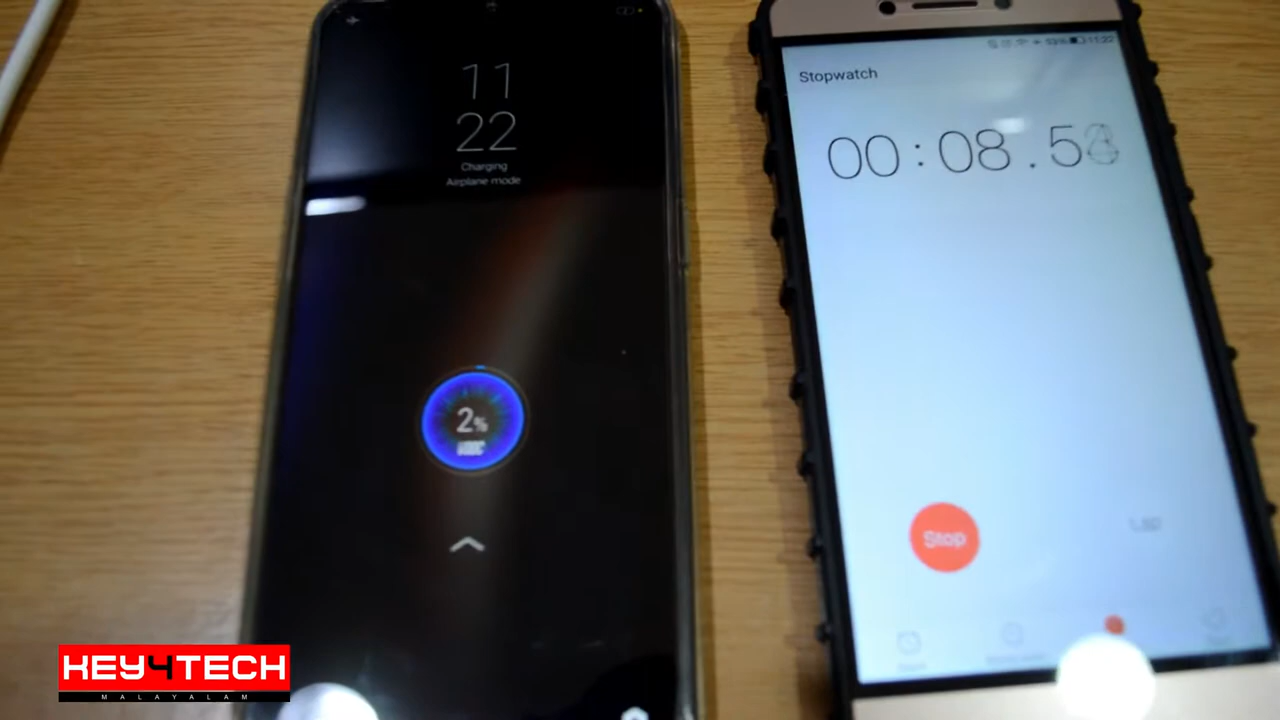 11
22
Charging
Airplane mode
2%
Stopwatch
00:08.5
Stop
KEY4TECH
MALAYALAM